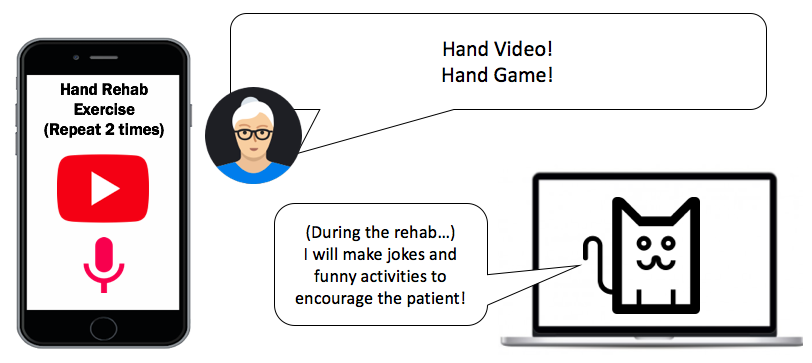 Hand Rehab
Exercise
(Repeat 2 times)
Hand Video!
Hand Game!
(During the rehab...)
I will make jokes and
funny activities to
encourage the patient!